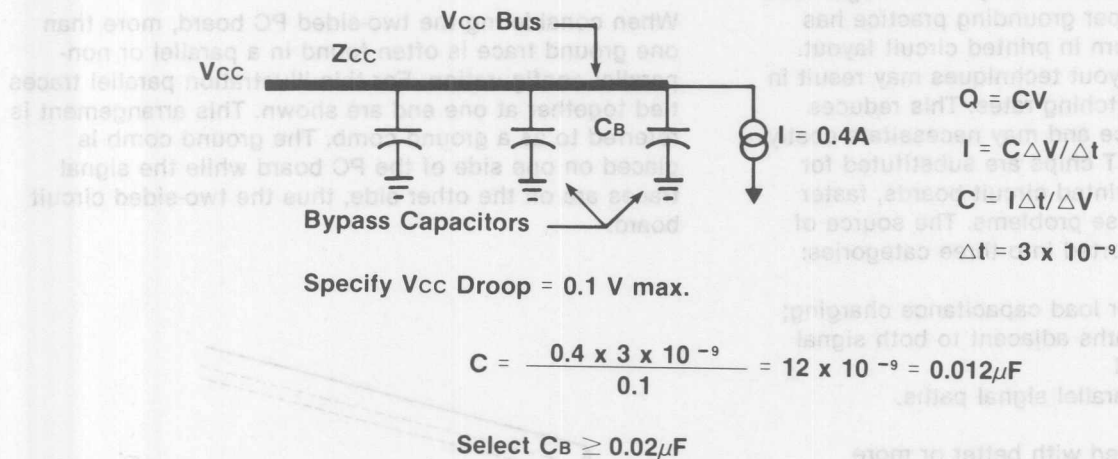 Vcc Bus
Zcc
Vcc
CB
I = 0.4A
Q = CV
I = C△V/△t
C = I△t/△V
△t = 3 x 10⁻⁹
Bypass Capacitors
Specify Vcc Droop = 0.1 V max.
C = 0.4 x 3 x 10 ⁻⁹ / 0.1 = 12 x 10 ⁻⁹ = 0.012μF
Select CB ≥ 0.02μF